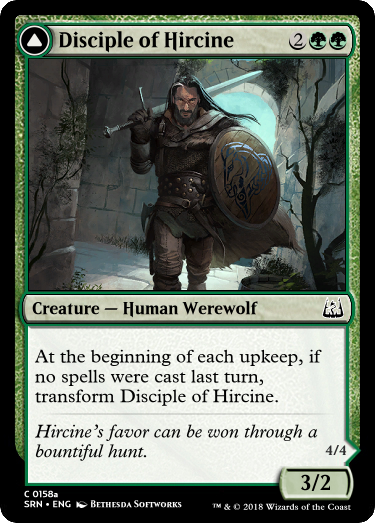 Disciple of Hircine 2
Creature — Human Werewolf
At the beginning of each upkeep, if
no spells were cast last turn,
transform Disciple of Hircine.
Hircine's favor can be won through a
bountiful hunt.
4/4
3/2
C 0158a
SRN • ENG Bethesda Softworks
™ & © 2018 Wizards of the Coast